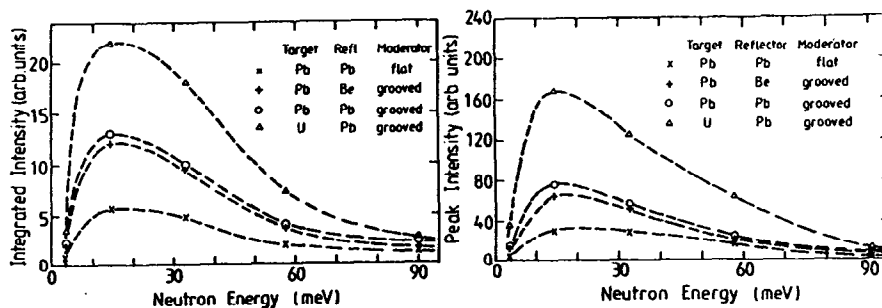 Integrated Intensity (arb.units)
20
15
10
5
0
Target Refl Moderator
x Pb Pb flat
+ Pb Be grooved
o Pb Pb grooved
△ U Pb grooved
0 30 60 90
Neutron Energy (meV)
Peak Intensity (arb units)
240
200
160
120
80
40
0
Target Reflector Moderator
x Pb Pb flat
+ Pb Be grooved
o Pb Pb grooved
△ U Pb grooved
0 30 60 90
Neutron Energy (meV)